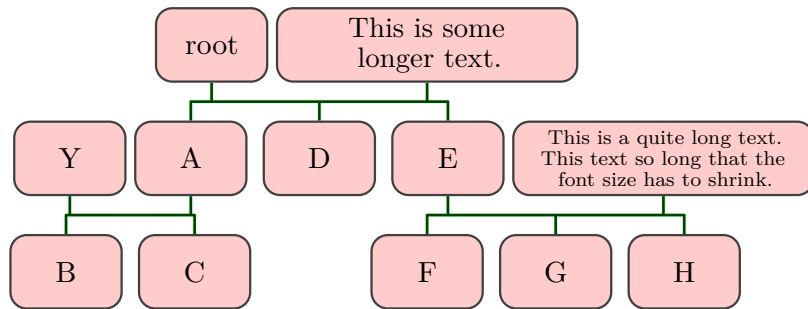 root
This is some
longer text.
Y
A
D
E
This is a quite long text.
This text so long that the
font size has to shrink.
B
C
F
G
H